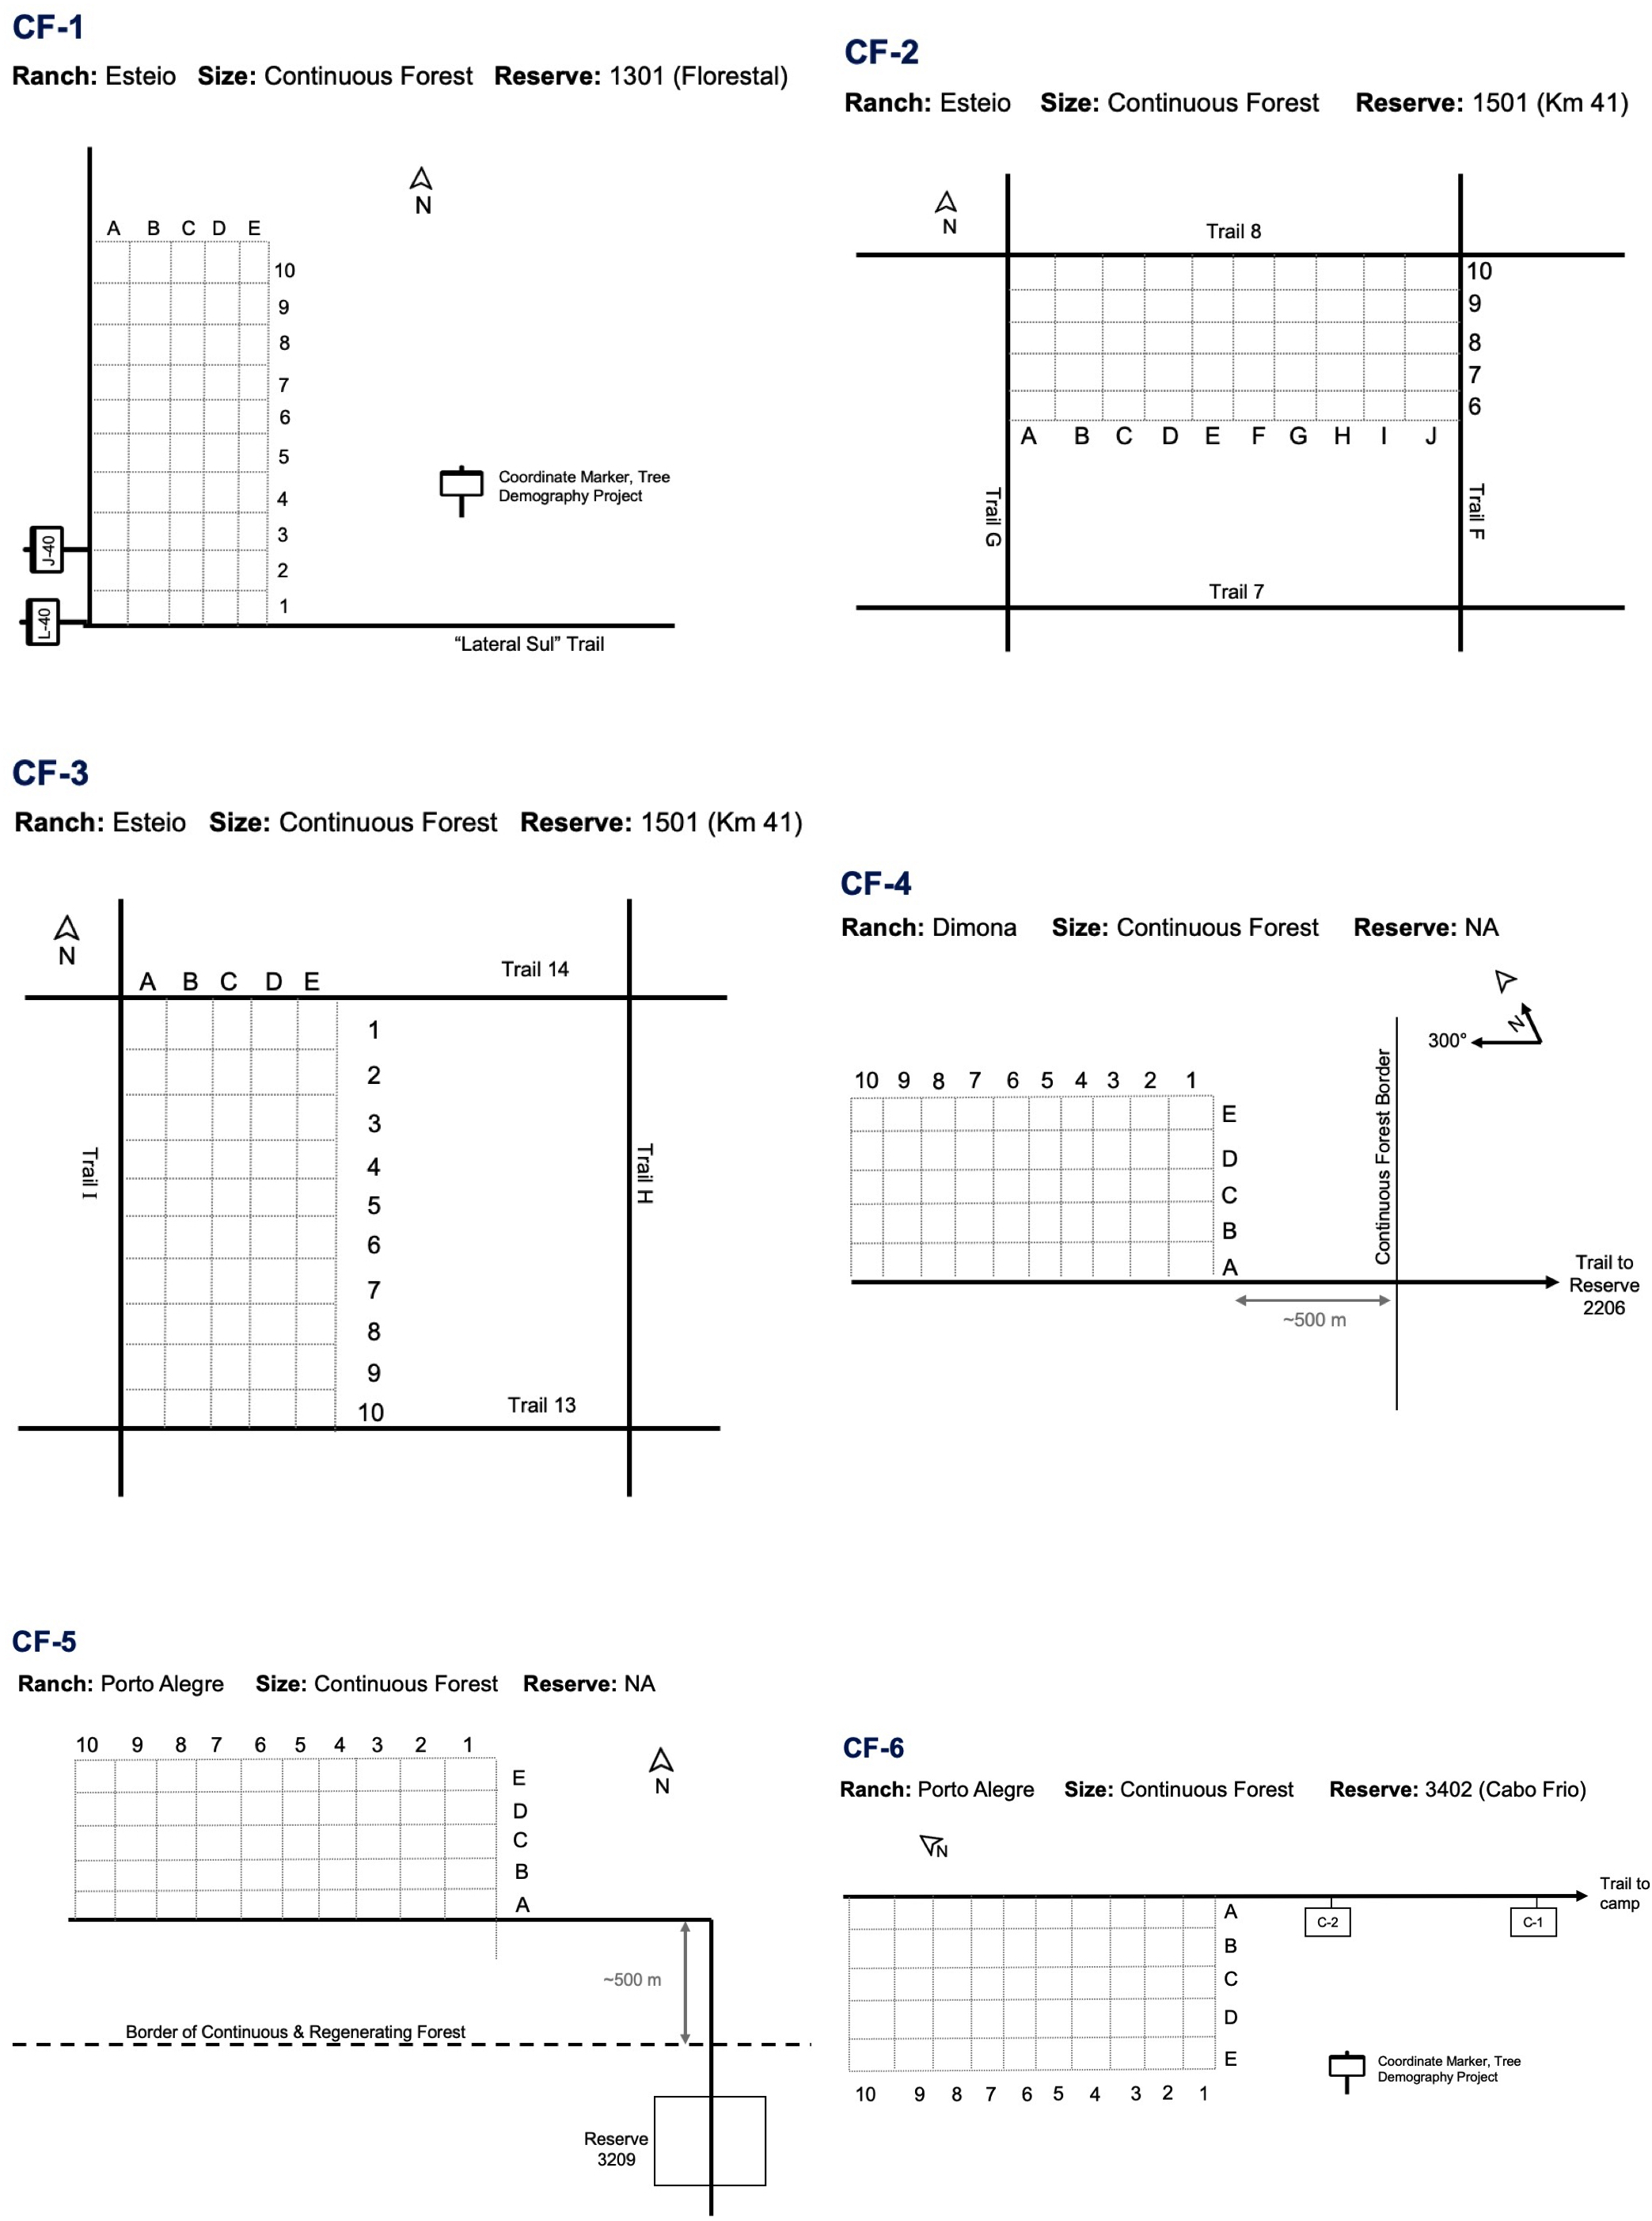 CF-1
Ranch: Esteio Size: Continuous Forest Reserve: 1301 (Florestal)
N
A B C D E
10
9
8
7
6
5
4
3
2
1
Coordinate Marker, Tree
Demography Project
J-40
L-40
“Lateral Sul” Trail
CF-2
Ranch: Esteio Size: Continuous Forest Reserve: 1501 (Km 41)
N
Trail 8
10
9
8
7
6
A B C D E F G H I J
Trail G
Trail F
Trail 7
CF-3
Ranch: Esteio Size: Continuous Forest Reserve: 1501 (Km 41)
N
Trail 14
A B C D E
1
2
3
4
5
6
7
8
9
10
Trail I
Trail H
Trail 13
CF-4
Ranch: Dimona Size: Continuous Forest Reserve: NA
N
300°
10 9 8 7 6 5 4 3 2 1
E
D
C
B
A
Continuous Forest Border
Trail to
Reserve
2206
~500 m
CF-5
Ranch: Porto Alegre Size: Continuous Forest Reserve: NA
10 9 8 7 6 5 4 3 2 1
N
E
D
C
B
A
~500 m
Border of Continuous & Regenerating Forest
Reserve
3209
CF-6
Ranch: Porto Alegre Size: Continuous Forest Reserve: 3402 (Cabo Frio)
N
Trail to
camp
A
B
C
D
E
C-2
C-1
Coordinate Marker, Tree
Demography Project
10 9 8 7 6 5 4 3 2 1